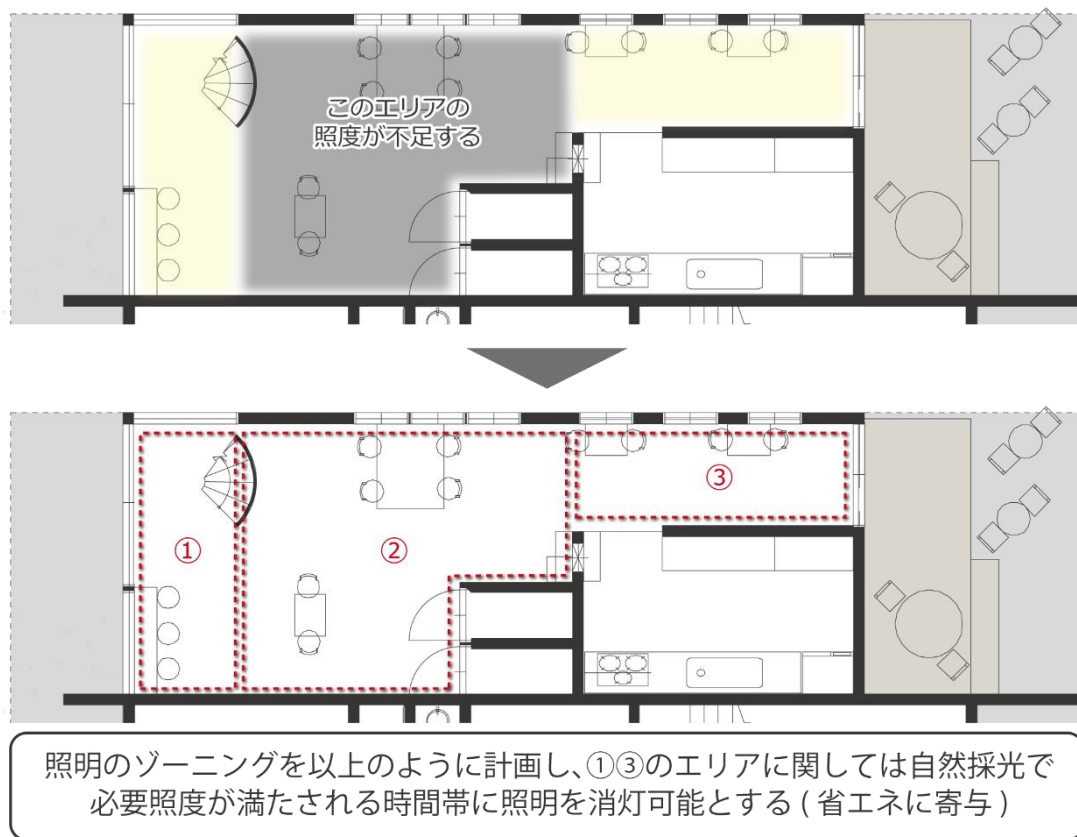 このエリアの
照度が不足する
①
②
③
照明のゾーニングを以上のように計画し、①③のエリアに関しては自然採光で
必要照度が満たされる時間帯に照明を消灯可能とする ( 省エネに寄与 )